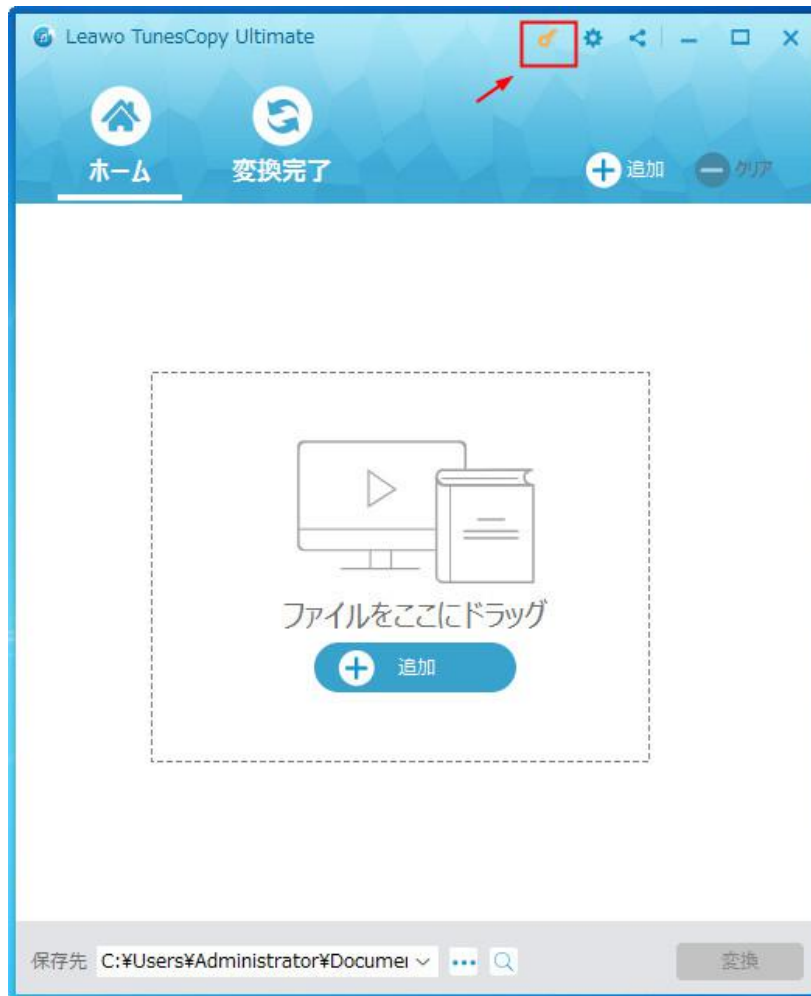 Leawo TunesCopy Ultimate
ホーム
変換完了
追加
クリア
ファイルをここにドラッグ
追加
保存先 C:¥Users¥Administrator¥Documei
変換